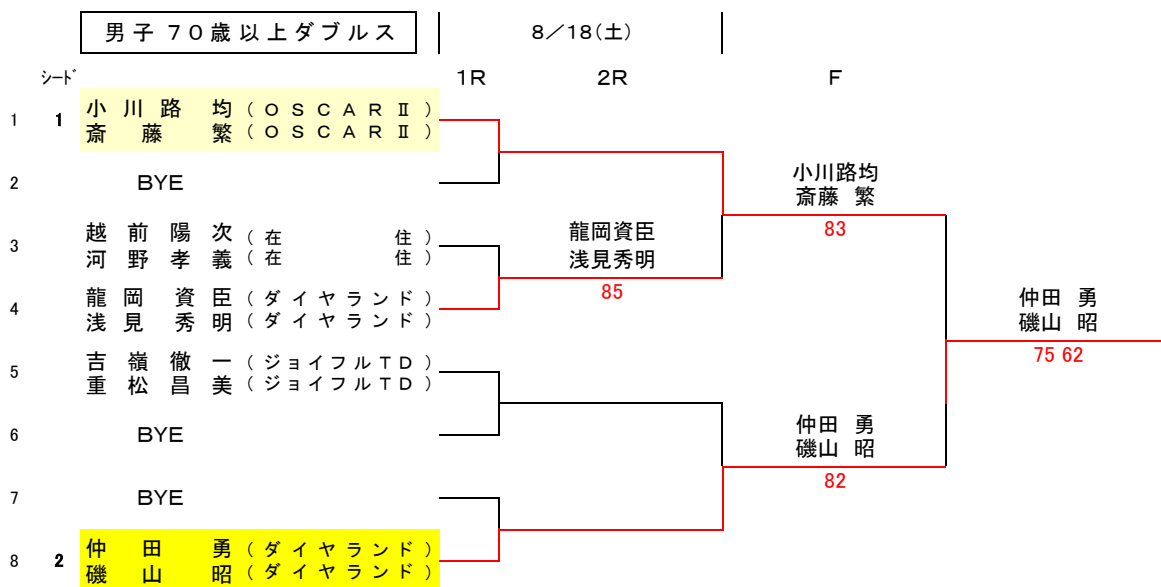 男子７０歳以上ダブルス
8／18(土)
シード
1R
2R
F
1
1
小川路　均（ＯＳＣＡＲⅡ）
斎藤　繁（ＯＳＣＡＲⅡ）
2
BYE
小川路均
斎藤 繁
83
3
越前陽次（在住）
河野孝義（在住）
龍岡資臣
浅見秀明
85
4
龍岡資臣（ダイヤランド）
浅見秀明（ダイヤランド）
仲田 勇
磯山 昭
75 62
5
吉嶺徹一（ジョイフルＴＤ）
重松昌美（ジョイフルＴＤ）
6
BYE
仲田 勇
磯山 昭
82
7
BYE
8
2
仲田　勇（ダイヤランド）
磯山　昭（ダイヤランド）